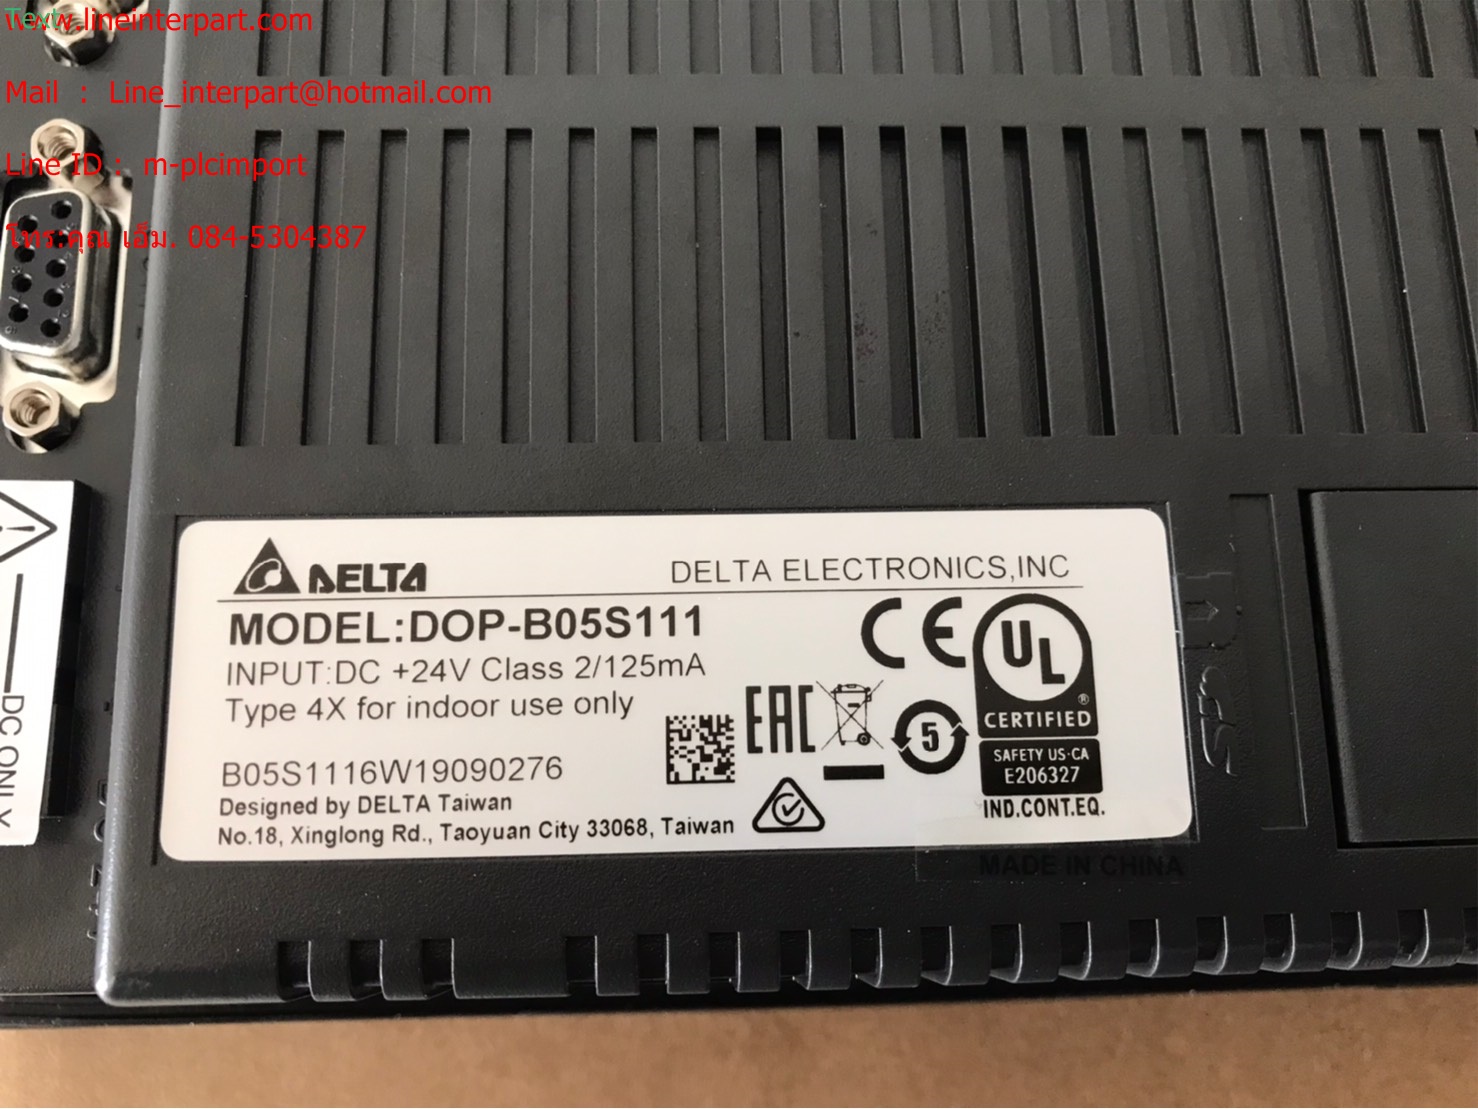 Text
www.lineinterpart.com
Mail : Line_interpart@hotmail.com
Line ID : m-plcimport
โทร.คุณ เอ็ม. 084-5304387
DELTA
DELTA ELECTRONICS,INC
MODEL:DOP-B05S111
INPUT:DC +24V Class 2/125mA
Type 4X for indoor use only
B05S1116W19090276
Designed by DELTA Taiwan
No.18, Xinglong Rd., Taoyuan City 33068, Taiwan
CE
EAC
5
UL
®
CERTIFIED
SAFETY US-CA
E206327
IND.CONT.EQ.
MADE IN CHINA
DC ONLY